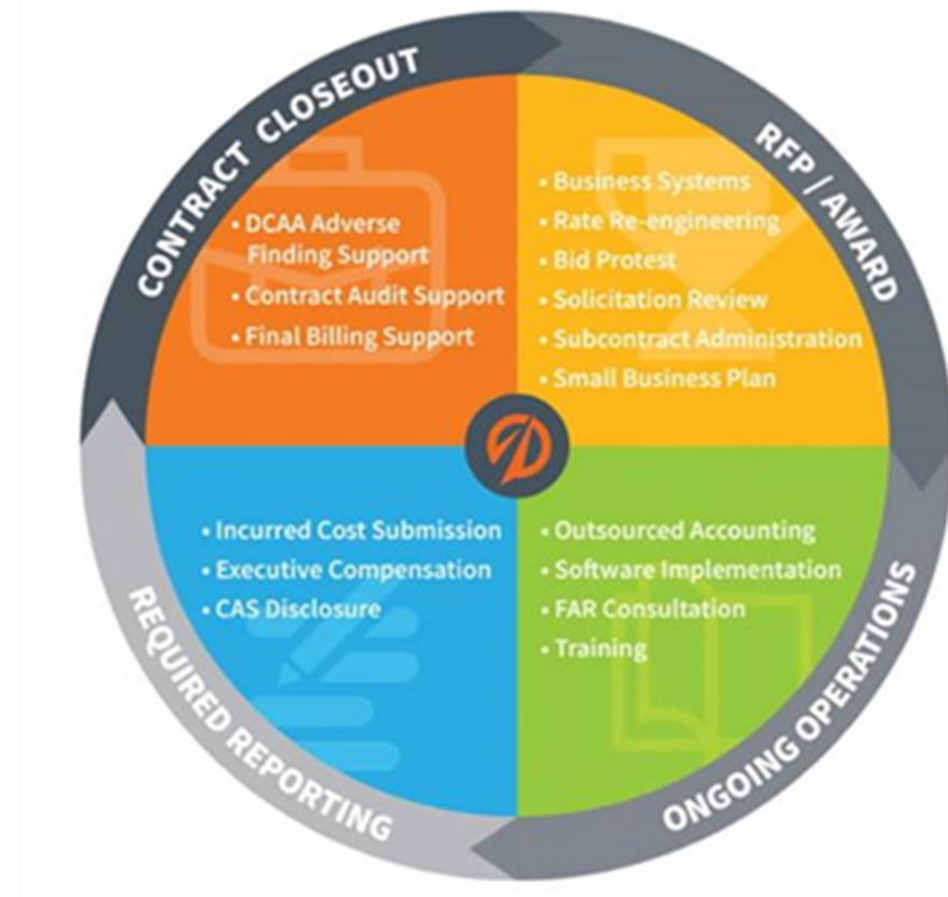 CONTRACT CLOSEOUT
• DCAA Adverse
Finding Support
• Contract Audit Support
• Final Billing Support
RFP / AWARD
• Business Systems
• Rate Re-engineering
• Bid Protest
• Solicitation Review
• Subcontract Administration
• Small Business Plan
REQUIRED REPORTING
• Incurred Cost Submission
• Executive Compensation
• CAS Disclosure
ONGOING OPERATIONS
• Outsourced Accounting
• Software Implementation
• FAR Consultation
• Training